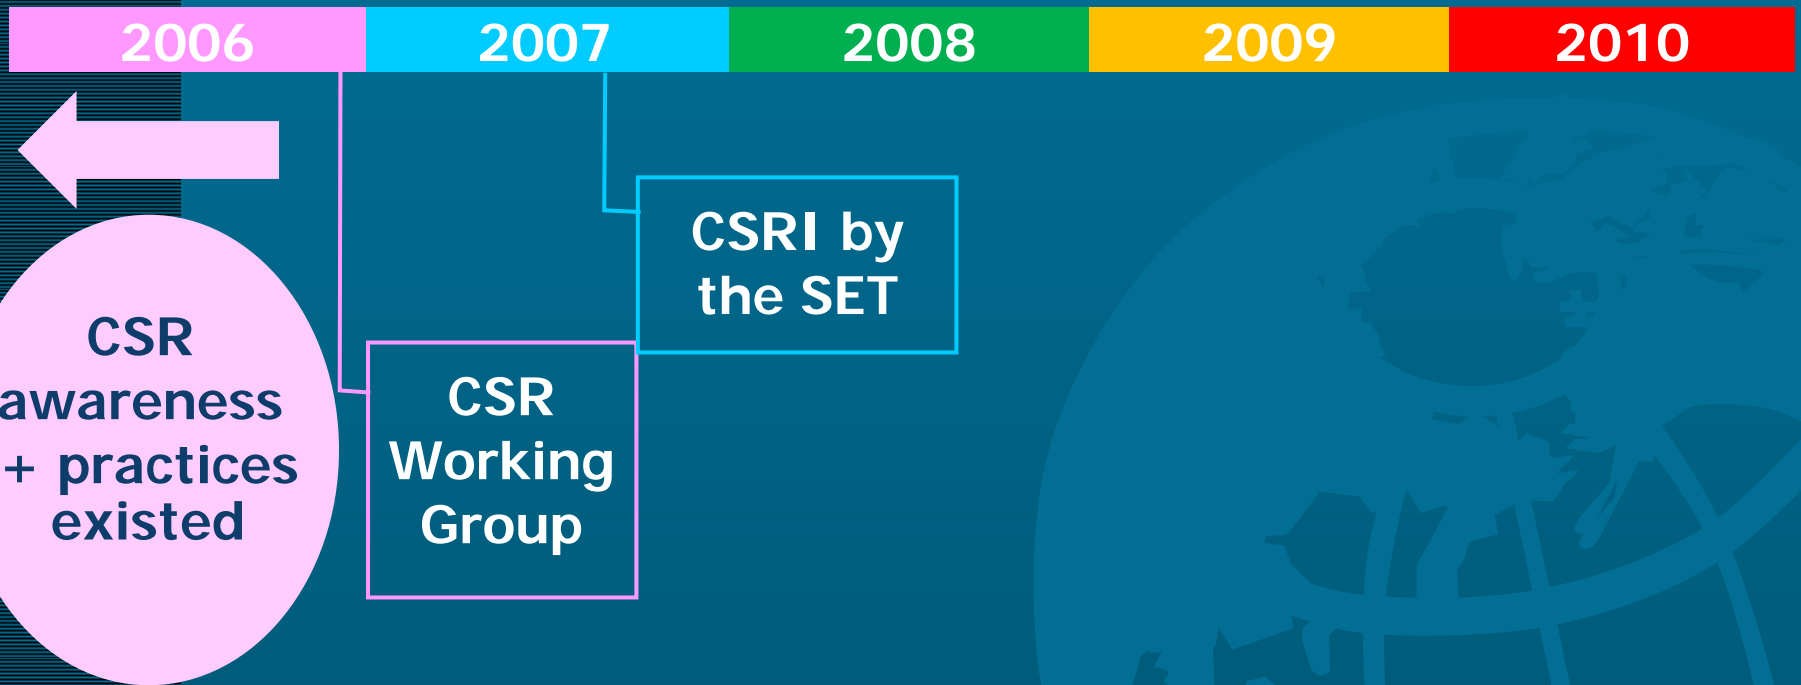 2006 2007 2008 2009 2010
CSRI by
the SET
CSR
awareness
+ practices
existed
CSR
Working
Group